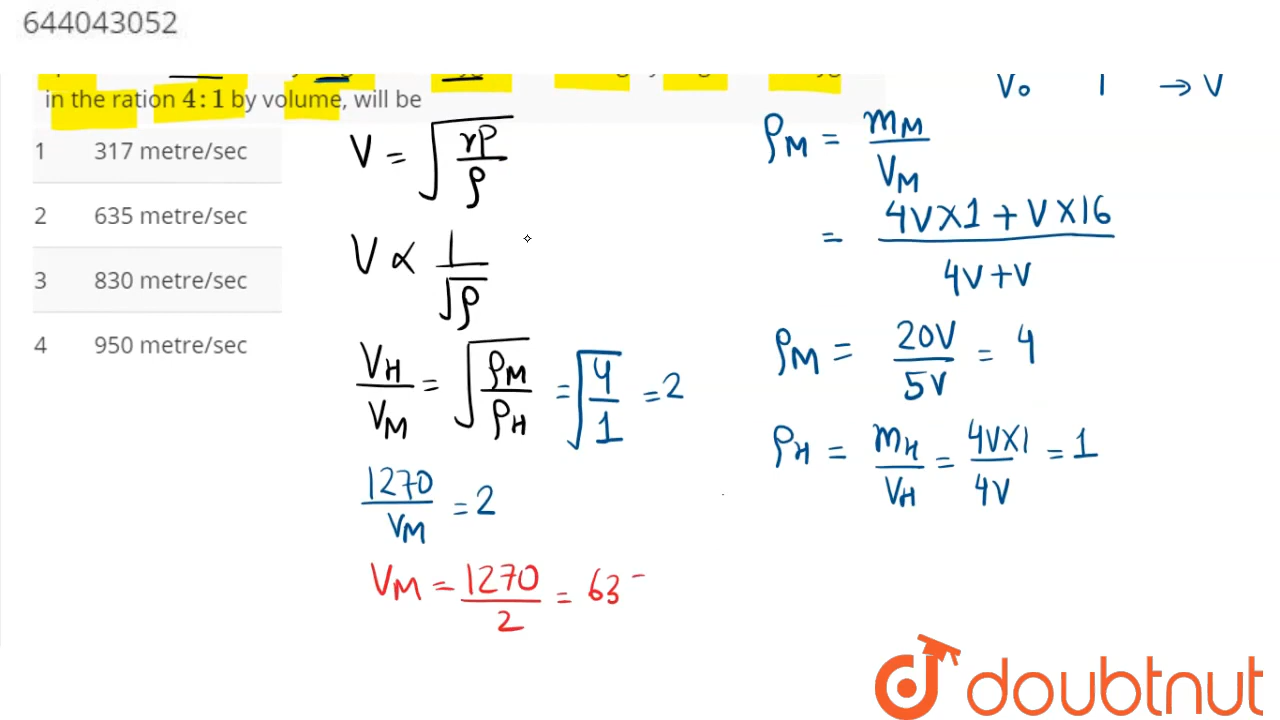 644043052
in the ration 4 : 1 by volume, will be
1 317 metre/sec
2 635 metre/sec
3 830 metre/sec
4 950 metre/sec
V = √(γP/ρ)
V ∝ 1/√ρ
V_H/V_M = √(ρ_M/ρ_H) = √(4/1) = 2
1270/V_M = 2
V_M = 1270/2 = 63
V₀ 1 → V
ρ_M = m_M/V_M
= (4V×1 + V×16)/(4V+V)
ρ_M = 20V/5V = 4
ρ_H = m_H/V_H = 4V×1/4V = 1
doubtnut